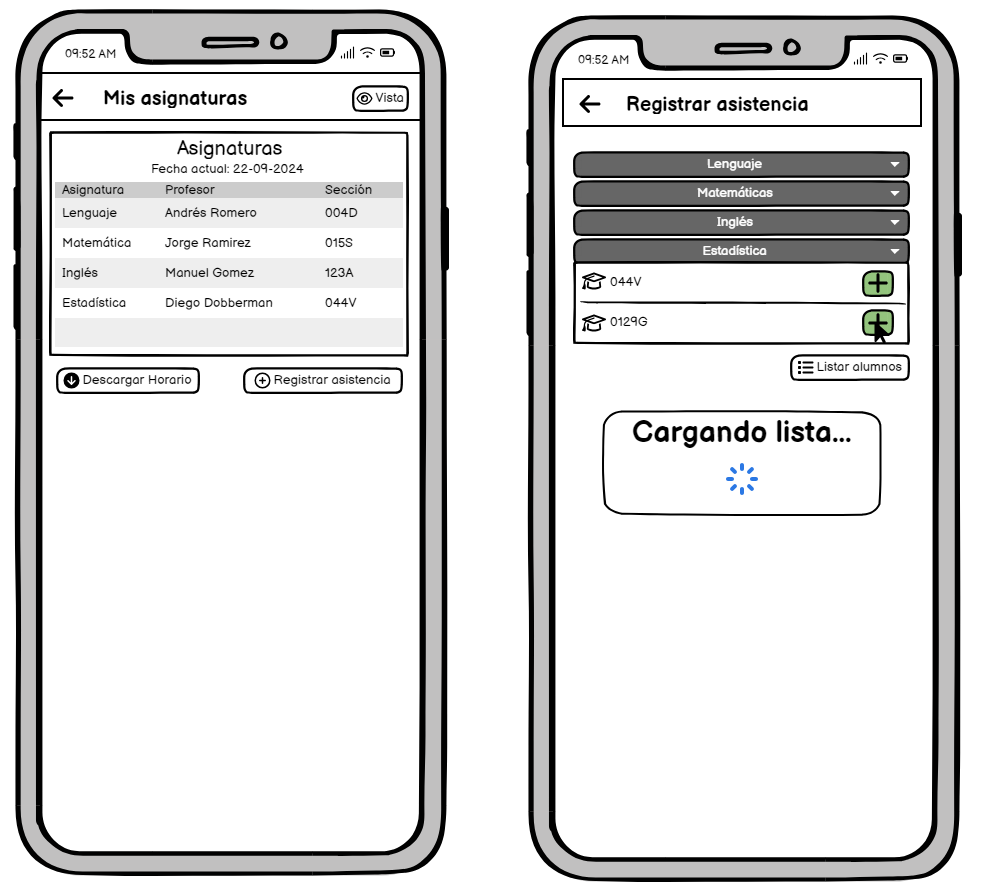 09:52 AM
Mis asignaturas
Vista
Asignaturas
Fecha actual: 22-09-2024
Asignatura Profesor Sección
Lenguaje Andrés Romero 004D
Matemática Jorge Ramirez 015S
Inglés Manuel Gomez 123A
Estadística Diego Dobberman 044V
Descargar Horario
Registrar asistencia
09:52 AM
Registrar asistencia
Lenguaje
Matemáticas
Inglés
Estadística
044V
0129G
Listar alumnos
Cargando lista...